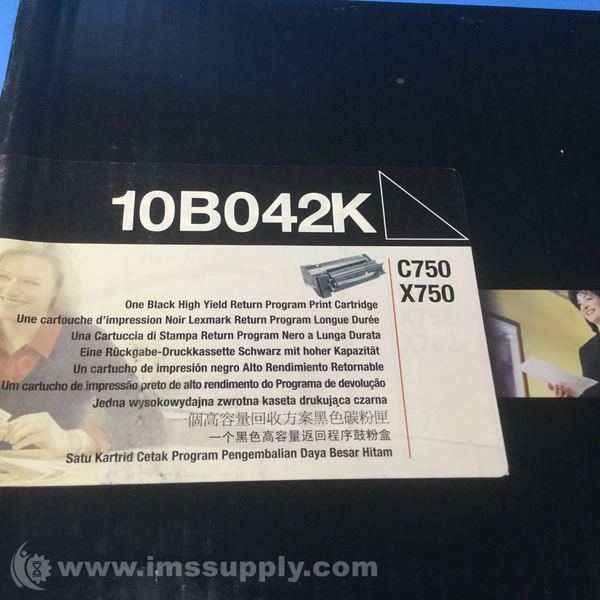 10B042K
C750
X750
One Black High Yield Return Program Print Cartridge
Une cartouche d'impression Noir Lexmark Return Program Longue Durée
Una Cartuccia di Stampa Return Program Nero a Lunga Durata
Eine Rückgabe-Druckkassette Schwarz mit hoher Kapazität
Un cartucho de impresión negro Alto Rendimiento Retornable
Um cartucho de impressão preto de alto rendimento do Programa de devolução
Jedna wysokowydajna zwrotna kaseta drukująca czarna
一個高容量回收方案黑色碳粉匣
一个黑色高容量返回程序鼓粉盒
Satu Kartrid Cetak Program Pengembalian Daya Besar Hitam
www.imssupply.com